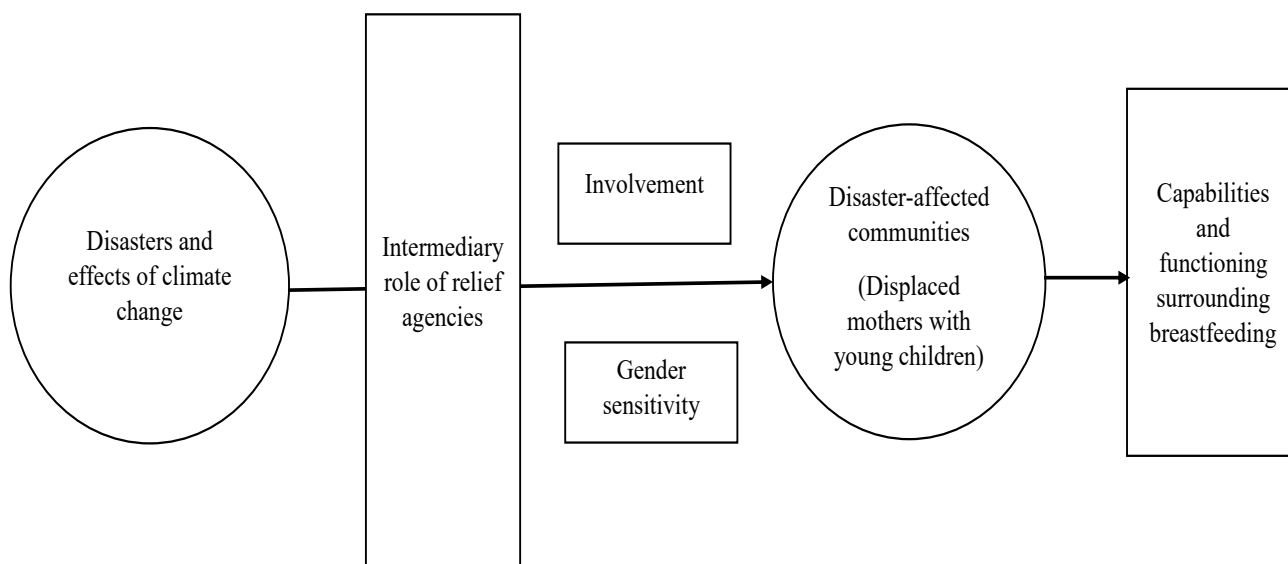 Disasters and
effects of climate
change
Intermediary
role of relief
agencies
Involvement
Gender
sensitivity
Disaster-affected
communities
(Displaced
mothers with
young children)
Capabilities
and
functioning
surrounding
breastfeeding